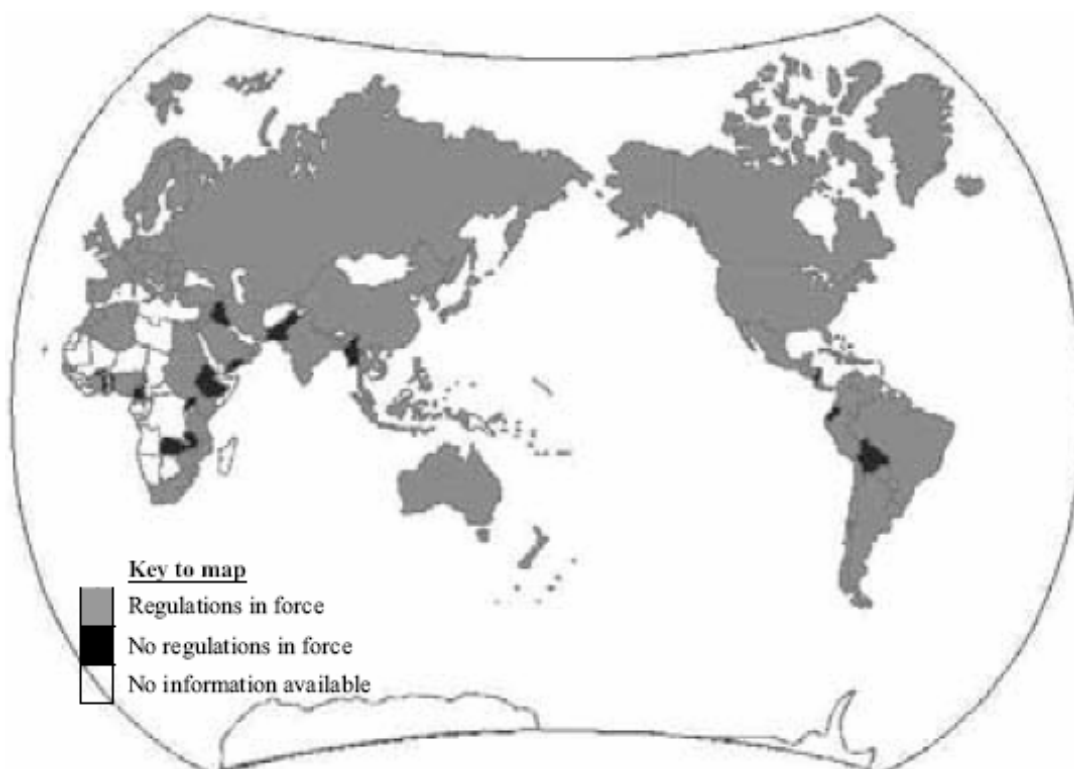 Key to map
Regulations in force
No regulations in force
No information available